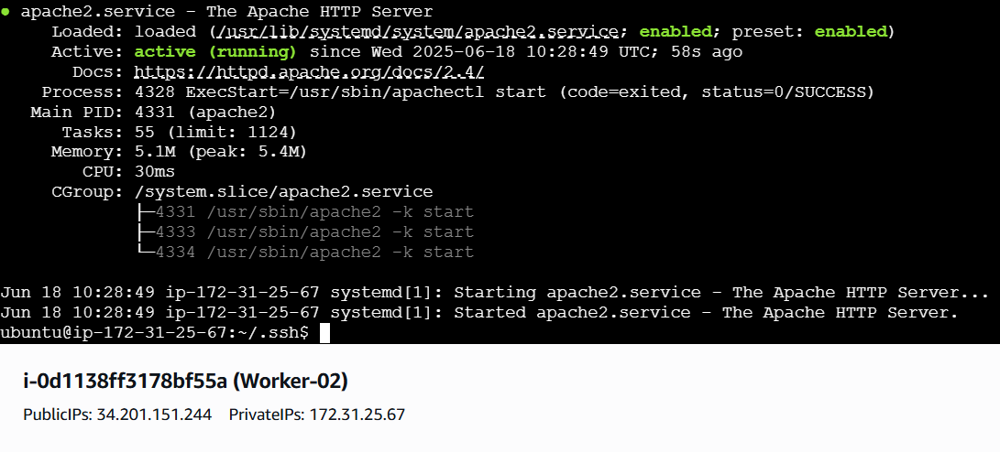 ● apache2.service - The Apache HTTP Server
Loaded: loaded (/usr/lib/systemd/system/apache2.service; enabled; preset: enabled)
Active: active (running) since Wed 2025-06-18 10:28:49 UTC; 58s ago
Docs: https://httpd.apache.org/docs/2.4/
Process: 4328 ExecStart=/usr/sbin/apachectl start (code=exited, status=0/SUCCESS)
Main PID: 4331 (apache2)
Tasks: 55 (limit: 1124)
Memory: 5.1M (peak: 5.4M)
CPU: 30ms
CGroup: /system.slice/apache2.service
├─4331 /usr/sbin/apache2 -k start
├─4333 /usr/sbin/apache2 -k start
└─4334 /usr/sbin/apache2 -k start
Jun 18 10:28:49 ip-172-31-25-67 systemd[1]: Starting apache2.service - The Apache HTTP Server...
Jun 18 10:28:49 ip-172-31-25-67 systemd[1]: Started apache2.service - The Apache HTTP Server.
ubuntu@ip-172-31-25-67:~/.ssh$
i-0d1138ff3178bf55a (Worker-02)
PublicIPs: 34.201.151.244 PrivateIPs: 172.31.25.67